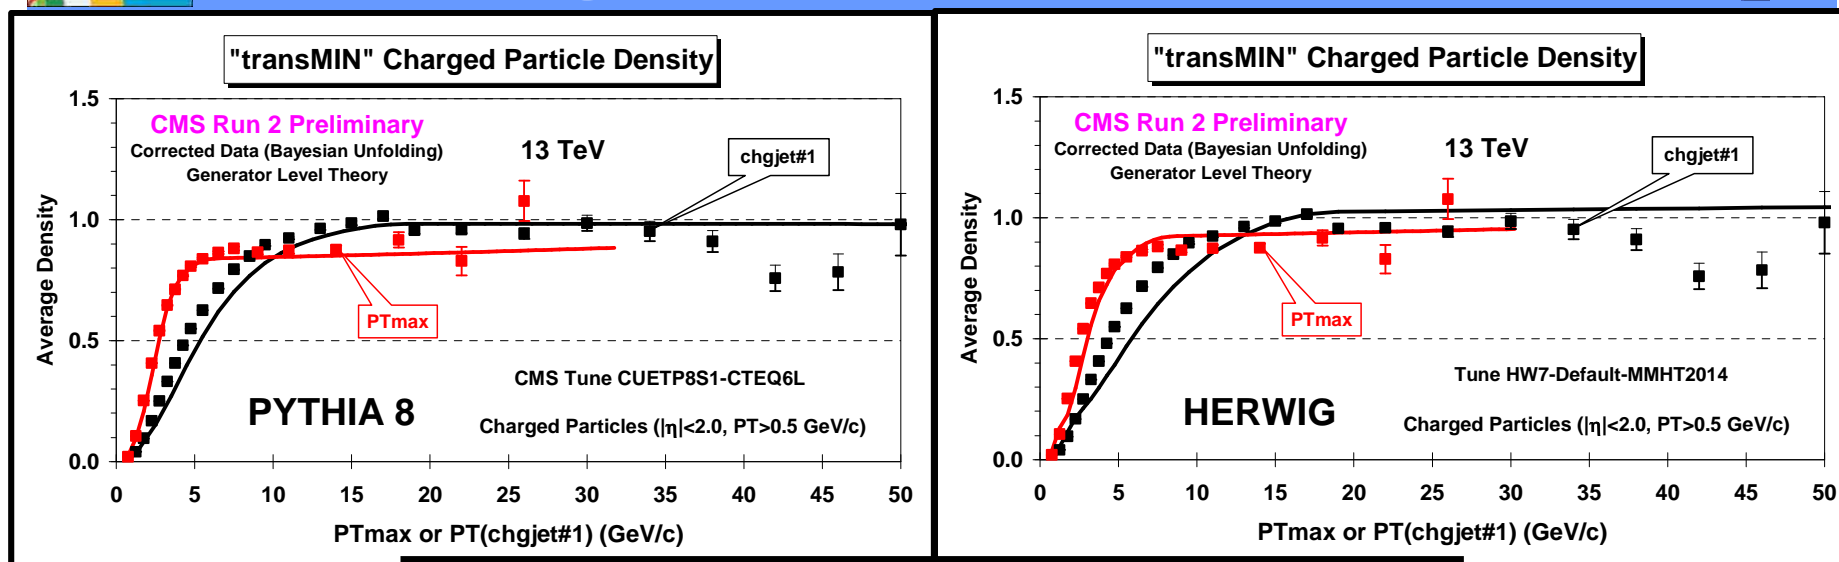 "transMIN" Charged Particle Density
1.5
CMS Run 2 Preliminary
Corrected Data (Bayesian Unfolding)
Generator Level Theory
13 TeV
chgjet#1
1.0
Average Density
PTmax
0.5
CMS Tune CUETP8S1-CTEQ6L
PYTHIA 8
Charged Particles (|η|<2.0, PT>0.5 GeV/c)
0.0
0 5 10 15 20 25 30 35 40 45 50
PTmax or PT(chgjet#1) (GeV/c)
"transMIN" Charged Particle Density
1.5
CMS Run 2 Preliminary
Corrected Data (Bayesian Unfolding)
Generator Level Theory
13 TeV
chgjet#1
1.0
Average Density
PTmax
0.5
Tune HW7-Default-MMHT2014
HERWIG
Charged Particles (|η|<2.0, PT>0.5 GeV/c)
0.0
0 5 10 15 20 25 30 35 40 45 50
PTmax or PT(chgjet#1) (GeV/c)